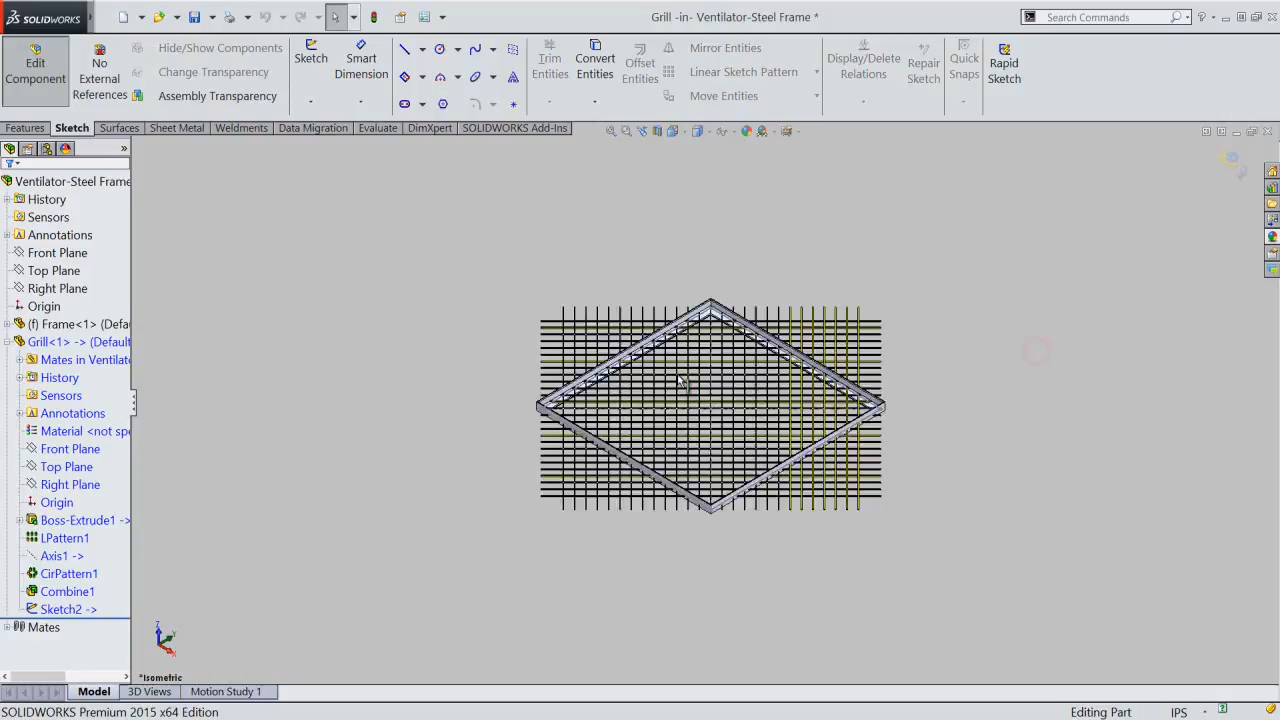 SOLIDWORKS
Grill -in- Ventilator-Steel Frame *
Search Commands
Edit Component
No External References
Hide/Show Components
Change Transparency
Assembly Transparency
Sketch
Smart Dimension
Trim Entities
Convert Entities
Offset Entities
Mirror Entities
Linear Sketch Pattern
Move Entities
Display/Delete Relations
Repair Sketch
Quick Snaps
Rapid Sketch
Features Sketch Surfaces Sheet Metal Weldments Data Migration Evaluate DimXpert SOLIDWORKS Add-Ins
Ventilator-Steel Frame
History
Sensors
Annotations
Front Plane
Top Plane
Right Plane
Origin
(f) Frame<1> (Defau
Grill<1> -> (Default
Mates in Ventilato
History
Sensors
Annotations
Material <not spe
Front Plane
Top Plane
Right Plane
Origin
Boss-Extrude1 ->
LPattern1
Axis1 ->
CirPattern1
Combine1
Sketch2 ->
Mates
Z
Y
X
*Isometric
Model 3D Views Motion Study 1
SOLIDWORKS Premium 2015 x64 Edition
Editing Part
IPS